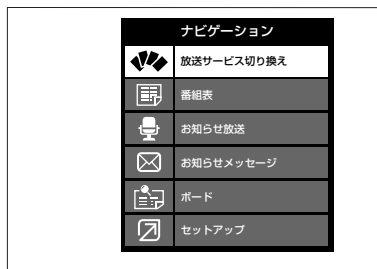 ナビゲーション
放送サービス切り換え
番組表
お知らせ放送
お知らせメッセージ
ボード
セットアップ